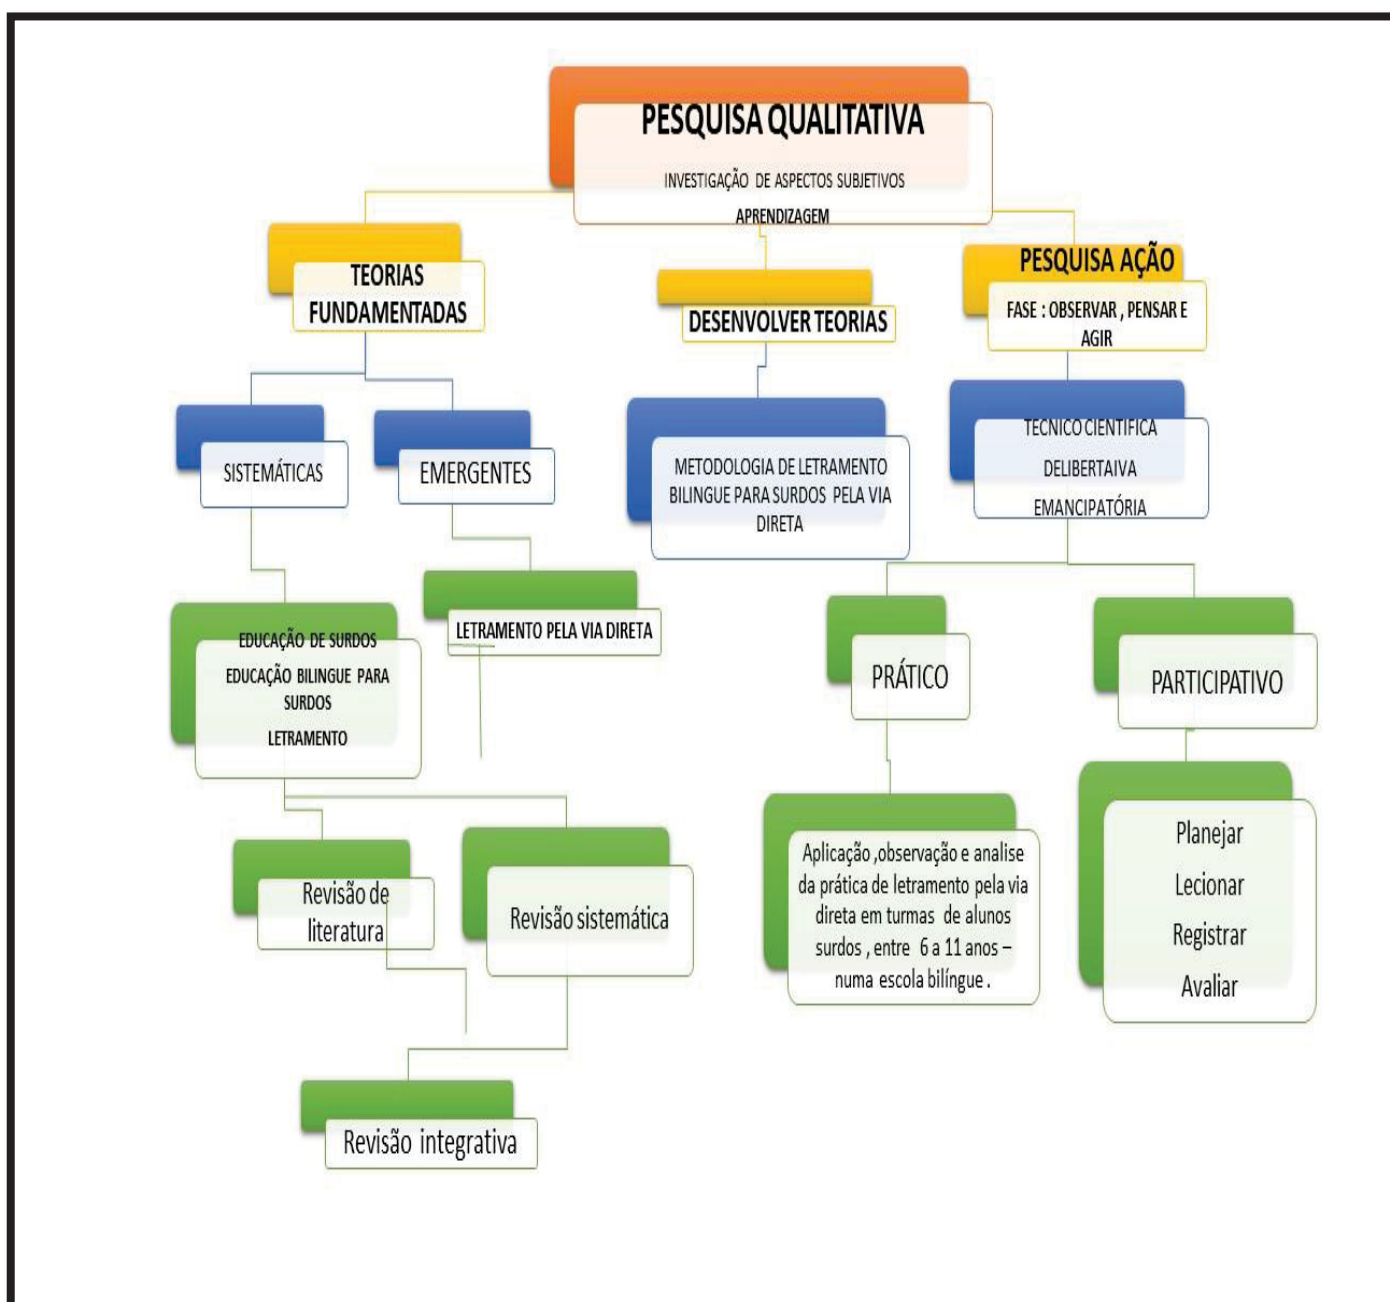 PESQUISA QUALITATIVA
INVESTIGAÇÃO DE ASPECTOS SUBJETIVOS
APRENDIZAGEM
TEORIAS
FUNDAMENTADAS
DESENVOLVER TEORIAS
PESQUISA AÇÃO
FASE : OBSERVAR , PENSAR E
AGIR
SISTEMÁTICAS
EMERGENTES
METODOLOGIA DE LETRAMENTO
BILINGUE PARA SURDOS PELA VIA
DIRETA
TECNICO CIENTIFICA
DELIBERTAIVA
EMANCIPATÓRIA
EDUCAÇÃO DE SURDOS
EDUCAÇÃO BILINGUE PARA
SURDOS
LETRAMENTO
LETRAMENTO PELA VIA DIRETA
PRÁTICO
PARTICIPATIVO
Revisão de
literatura
Revisão sistemática
Aplicação ,observação e analise
da prática de letramento pela via
direta em turmas de alunos
surdos , entre 6 a 11 anos –
numa escola bilíngue .
Planejar
Lecionar
Registrar
Avaliar
Revisão integrativa